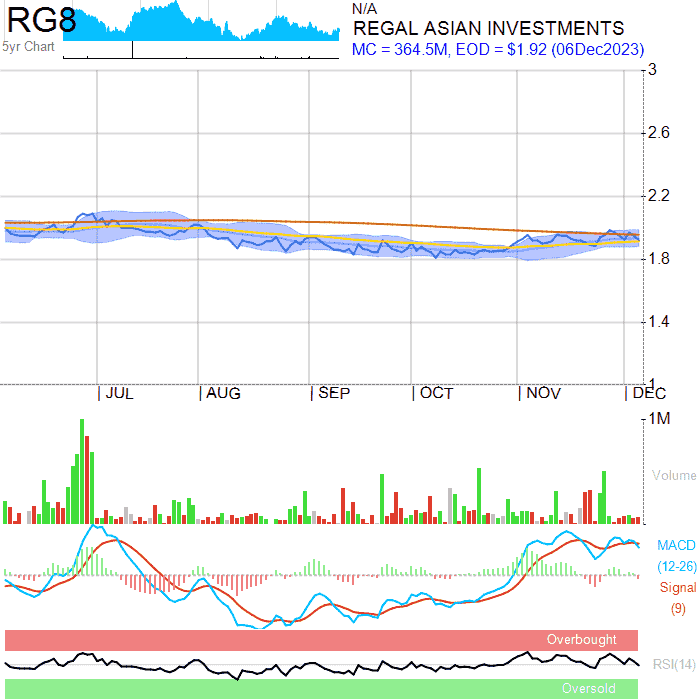 RG8
N/A
REGAL ASIAN INVESTMENTS
5yr Chart
MC = 364.5M, EOD = $1.92 (06Dec2023)
3
2.6
2.2
1.8
1.4
1
JUL AUG SEP OCT NOV DEC
1M
Volume
MACD
(12-26)
Signal
(9)
Overbought
RSI(14)
Oversold